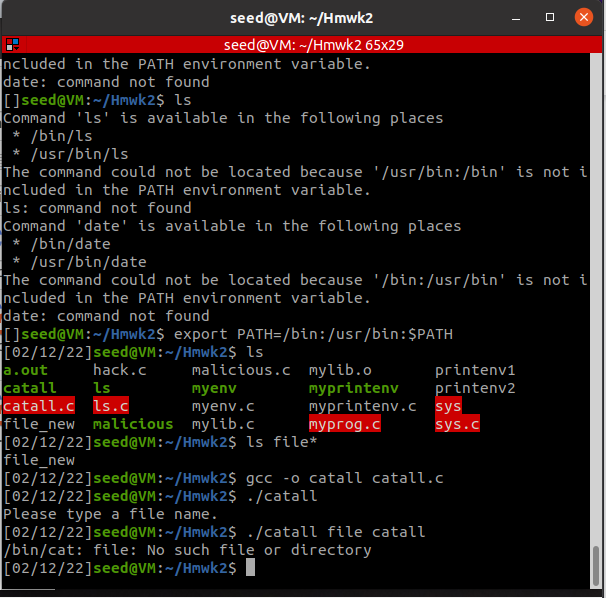 seed@VM: ~/Hmwk2
seed@VM: ~/Hmwk2 65x29
ncluded in the PATH environment variable.
date: command not found
[]seed@VM:~/Hmwk2$ ls
Command 'ls' is available in the following places
 * /bin/ls
 * /usr/bin/ls
The command could not be located because '/usr/bin:/bin' is not i
ncluded in the PATH environment variable.
ls: command not found
Command 'date' is available in the following places
 * /bin/date
 * /usr/bin/date
The command could not be located because '/bin:/usr/bin' is not i
ncluded in the PATH environment variable.
date: command not found
[]seed@VM:~/Hmwk2$ export PATH=/bin:/usr/bin:$PATH
[02/12/22]seed@VM:~/Hmwk2$ ls
a.out     hack.c     malicious.c  mylib.o       printenv1
catall    ls         myenv        myprintenv    printenv2
catall.c  ls.c       myenv.c      myprintenv.c  sys
file_new  malicious  mylib.c      myprog.c      sys.c
[02/12/22]seed@VM:~/Hmwk2$ ls file*
file_new
[02/12/22]seed@VM:~/Hmwk2$ gcc -o catall catall.c
[02/12/22]seed@VM:~/Hmwk2$ ./catall
Please type a file name.
[02/12/22]seed@VM:~/Hmwk2$ ./catall file catall
/bin/cat: file: No such file or directory
[02/12/22]seed@VM:~/Hmwk2$